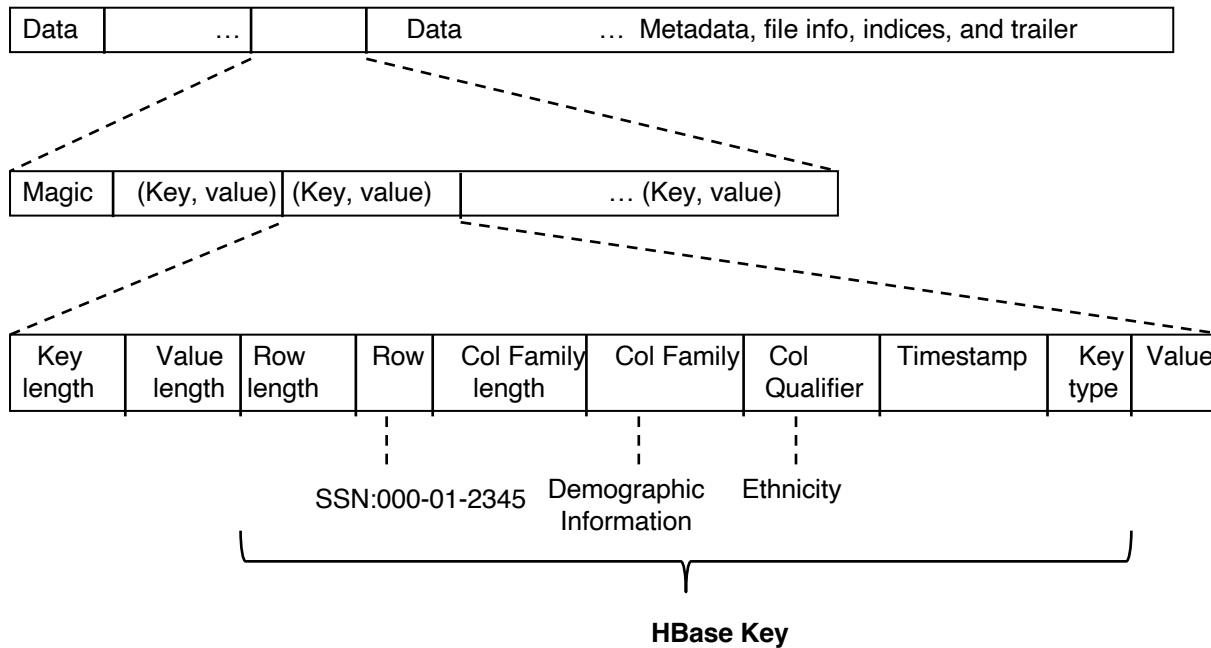 Data … Data … Metadata, file info, indices, and trailer
Magic (Key, value) (Key, value) … (Key, value)
Key Value Row Row Col Family Col Family Col Timestamp Key Value
length length length length Qualifier type
SSN:000-01-2345 Demographic Ethnicity
Information
HBase Key